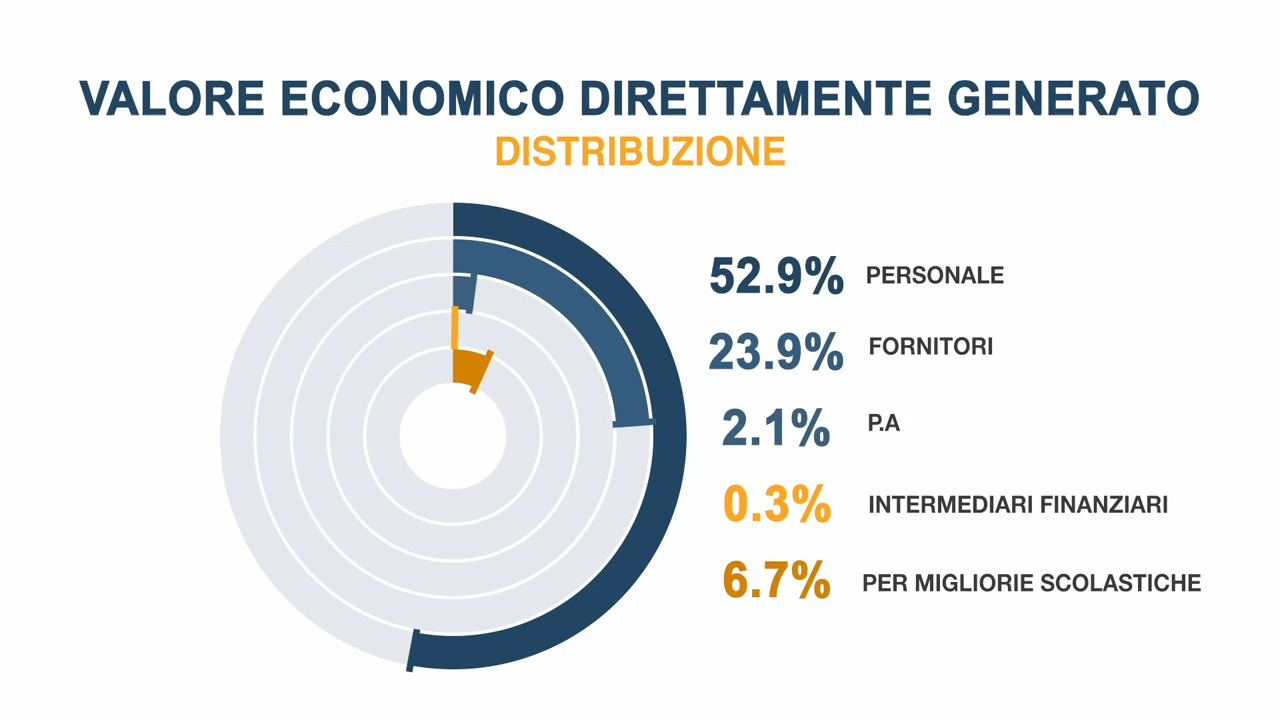 VALORE ECONOMICO DIRETTAMENTE GENERATO
DISTRIBUZIONE
52.9% PERSONALE
23.9% FORNITORI
2.1% P.A
0.3% INTERMEDIARI FINANZIARI
6.7% PER MIGLIORIE SCOLASTICHE